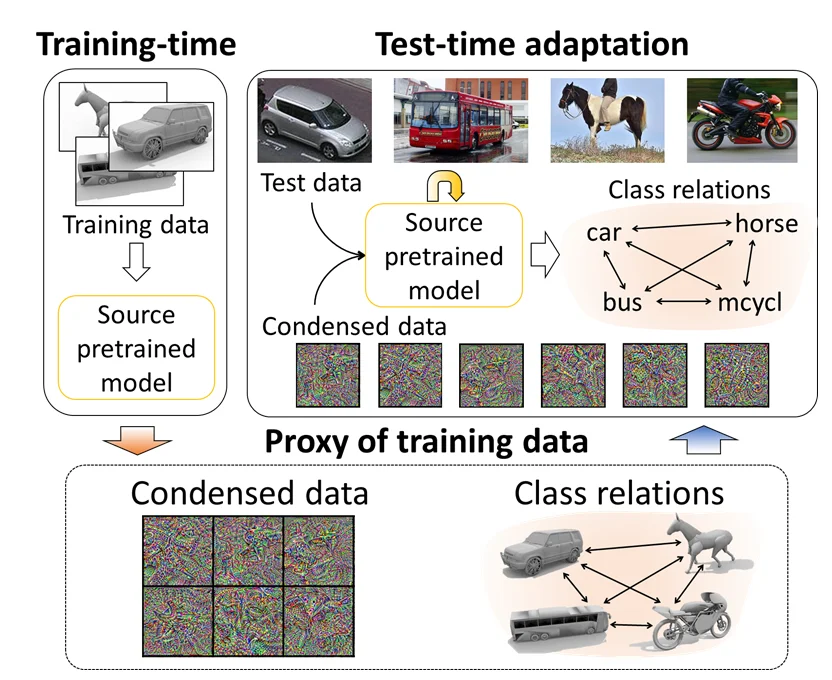 Training-time
Test-time adaptation
Training data
Source
pretrained
model
Test data
Source
pretrained
model
Condensed data
Class relations
car
horse
bus
mcycl
Proxy of training data
Condensed data
Class relations